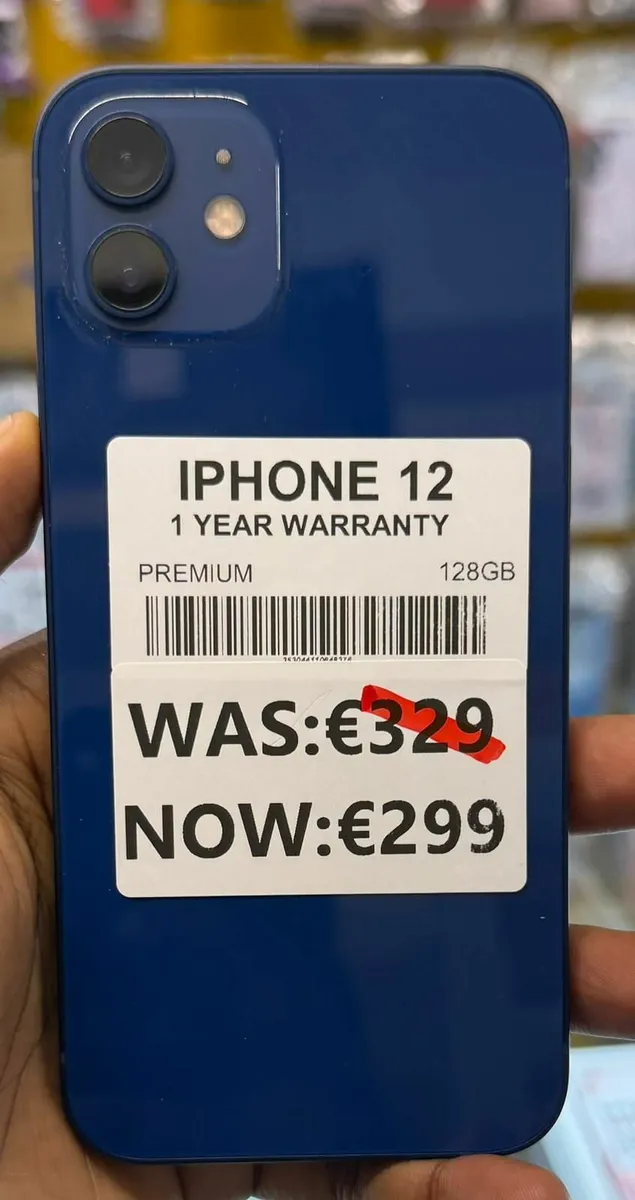 IPHONE 12
1 YEAR WARRANTY
PREMIUM 128GB
WAS:€329
NOW:€299